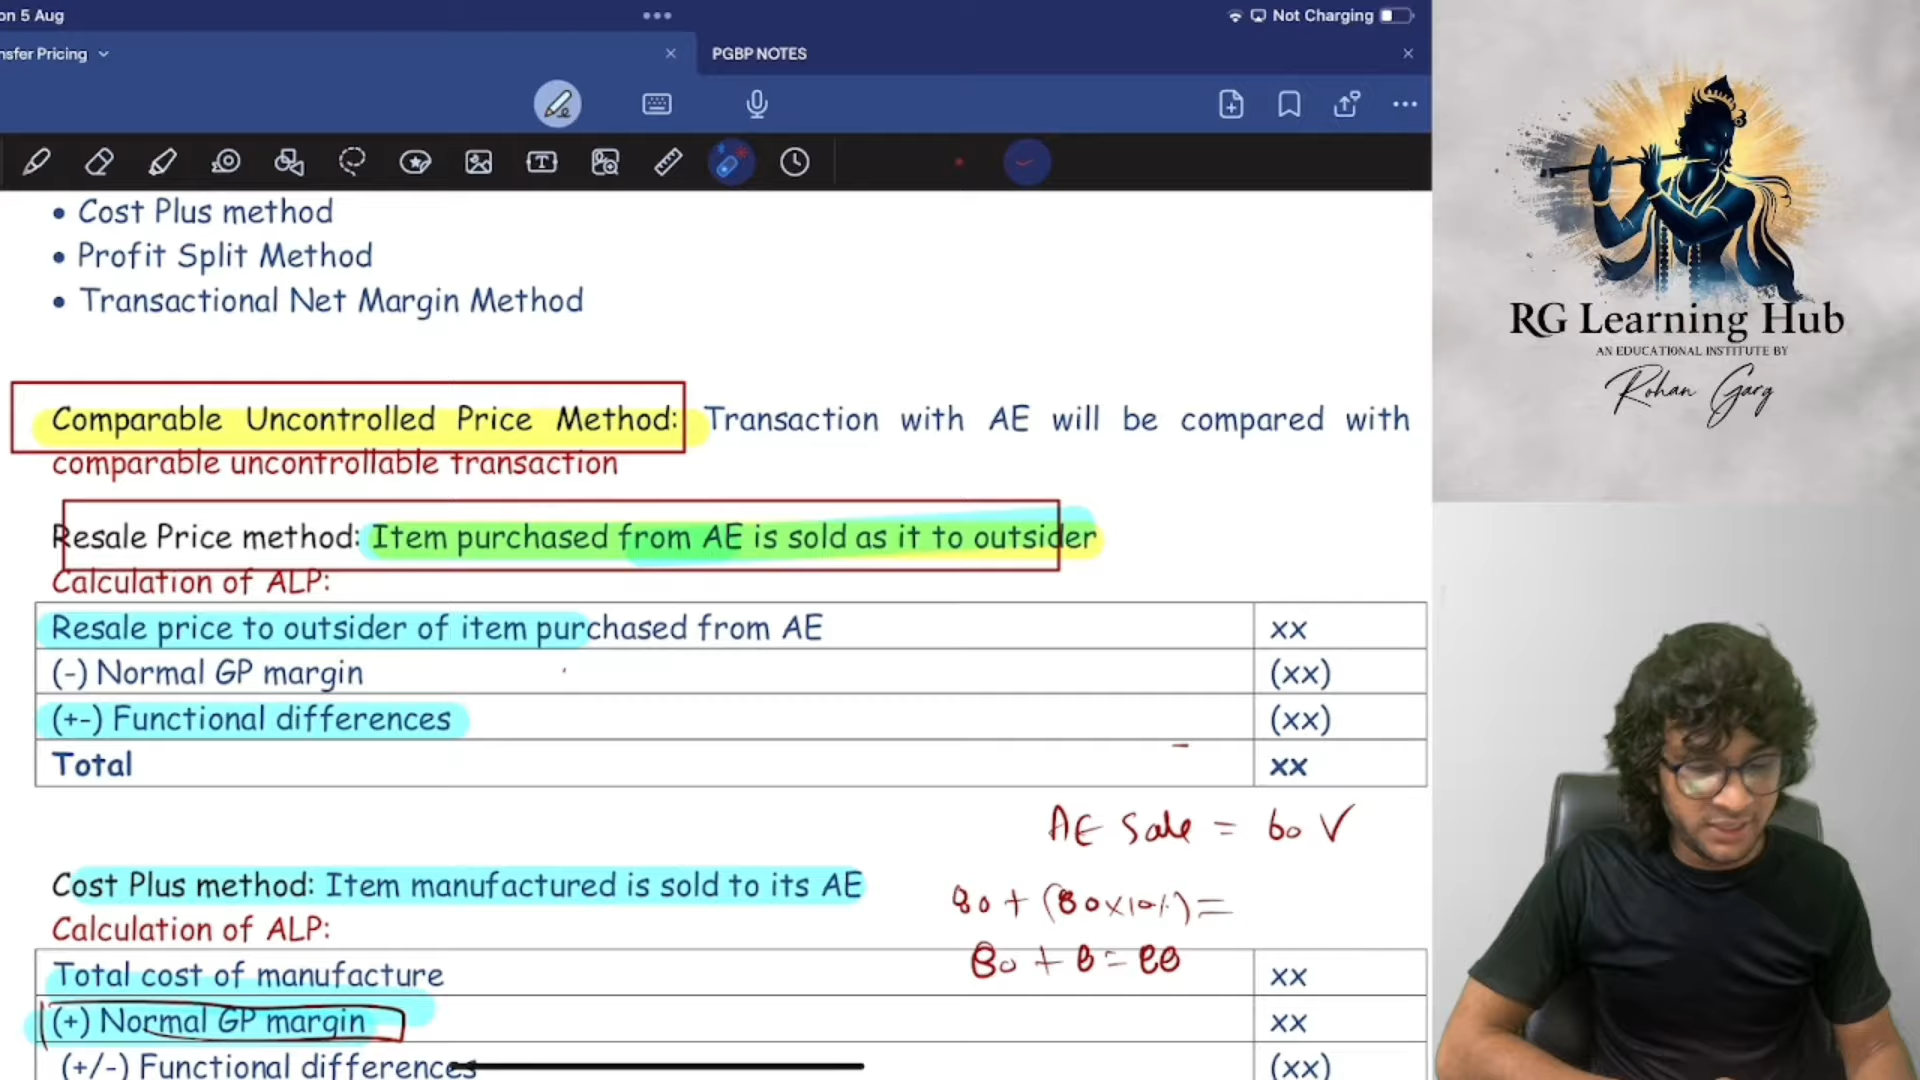 on 5 Aug
Not Charging
nsfer Pricing
PGBP NOTES
• Cost Plus method
• Profit Split Method
• Transactional Net Margin Method
Comparable Uncontrolled Price Method: Transaction with AE will be compared with
comparable uncontrollable transaction
Resale Price method: Item purchased from AE is sold as it to outsider
Calculation of ALP:
Resale price to outsider of item purchased from AE xx
(-) Normal GP margin (xx)
(+-) Functional differences (xx)
Total xx
AE Sale = 60 V
Cost Plus method: Item manufactured is sold to its AE
80 + (80x10%) =
Calculation of ALP:
80 + 8 = 88
Total cost of manufacture xx
(+) Normal GP margin xx
(+/-) Functional differences (xx)
RG Learning Hub
AN EDUCATIONAL INSTITUTE BY
Rohan Garg